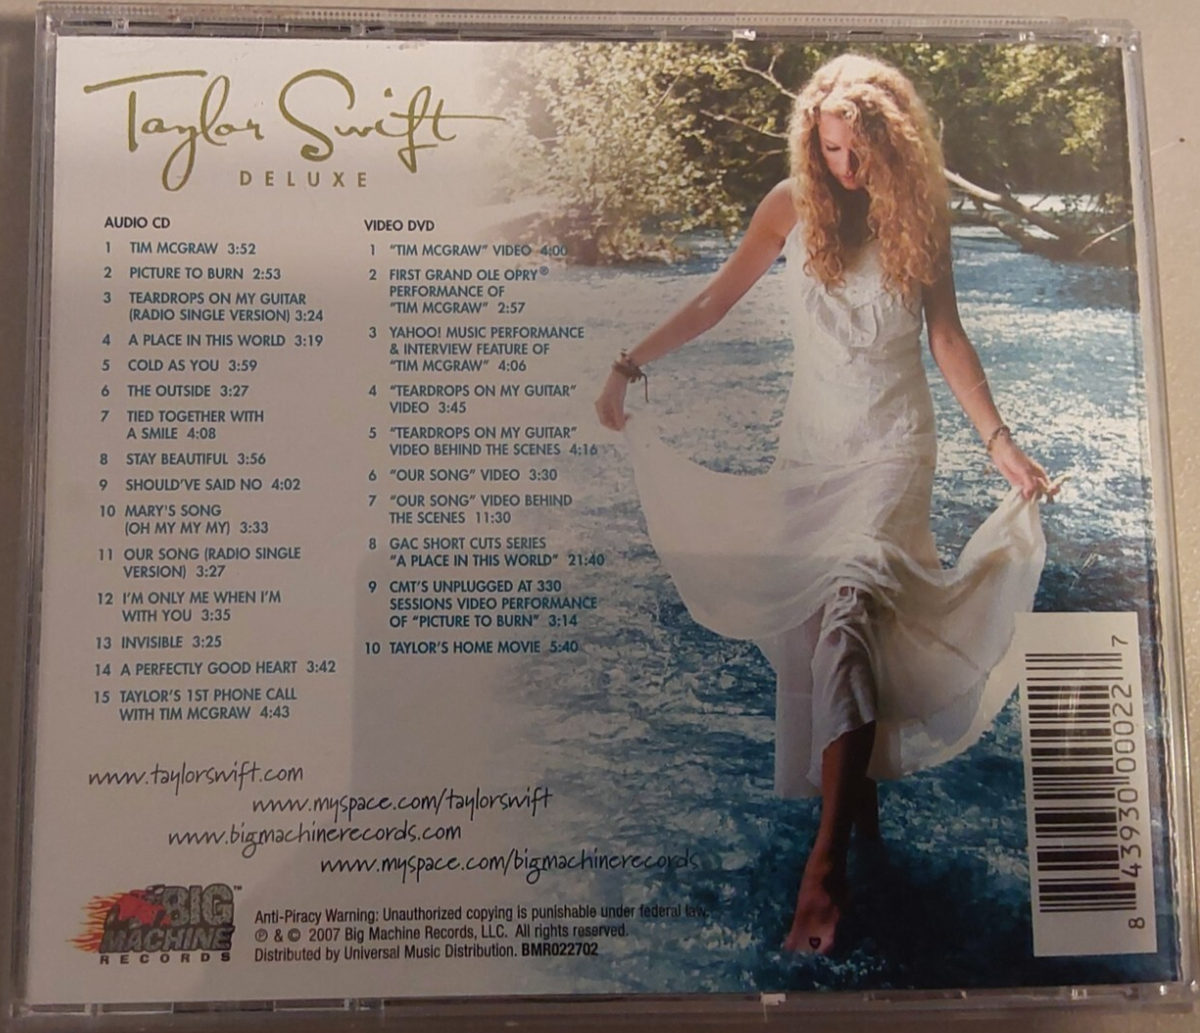 Taylor Swift
DELUXE
AUDIO CD
1 TIM MCGRAW 3:52
2 PICTURE TO BURN 2:53
3 TEARDROPS ON MY GUITAR
(RADIO SINGLE VERSION) 3:24
4 A PLACE IN THIS WORLD 3:19
5 COLD AS YOU 3:59
6 THE OUTSIDE 3:27
7 TIED TOGETHER WITH
A SMILE 4:08
8 STAY BEAUTIFUL 3:56
9 SHOULD'VE SAID NO 4:02
10 MARY'S SONG
(OH MY MY MY) 3:33
11 OUR SONG (RADIO SINGLE
VERSION) 3:27
12 I'M ONLY ME WHEN I'M
WITH YOU 3:35
13 INVISIBLE 3:25
14 A PERFECTLY GOOD HEART 3:42
15 TAYLOR'S 1ST PHONE CALL
WITH TIM MCGRAW 4:43
VIDEO DVD
1 "TIM MCGRAW" VIDEO 4:00
2 FIRST GRAND OLE OPRY®
PERFORMANCE OF
"TIM MCGRAW" 2:57
3 YAHOO! MUSIC PERFORMANCE
& INTERVIEW FEATURE OF
"TIM MCGRAW" 4:06
4 "TEARDROPS ON MY GUITAR"
VIDEO 3:45
5 "TEARDROPS ON MY GUITAR"
VIDEO BEHIND THE SCENES 4:16
6 "OUR SONG" VIDEO 3:30
7 "OUR SONG" VIDEO BEHIND
THE SCENES 11:30
8 GAC SHORT CUTS SERIES
"A PLACE IN THIS WORLD" 21:40
9 CMT'S UNPLUGGED AT 330
SESSIONS VIDEO PERFORMANCE
OF "PICTURE TO BURN" 3:14
10 TAYLOR'S HOME MOVIE 5:40
www.taylorswift.com
www.myspace.com/taylorswift
www.bigmachinerecords.com
www.myspace.com/bigmachinerecords
BIG™
MACHINE
RECORDS
Anti-Piracy Warning: Unauthorized copying is punishable under federal law.
℗ & © 2007 Big Machine Records, LLC. All rights reserved.
Distributed by Universal Music Distribution. BMR022702
8 43930 00022 7